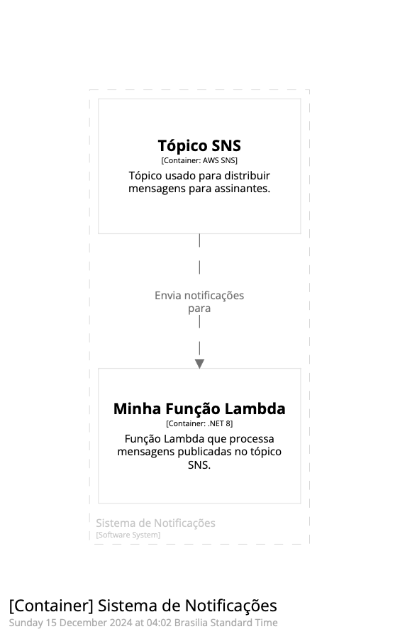 Tópico SNS
[Container: AWS SNS]
Tópico usado para distribuir
mensagens para assinantes.
Envia notificações
para
Minha Função Lambda
[Container: .NET 8]
Função Lambda que processa
mensagens publicadas no tópico
SNS.
Sistema de Notificações
[Software System]
[Container] Sistema de Notificações
Sunday 15 December 2024 at 04:02 Brasilia Standard Time